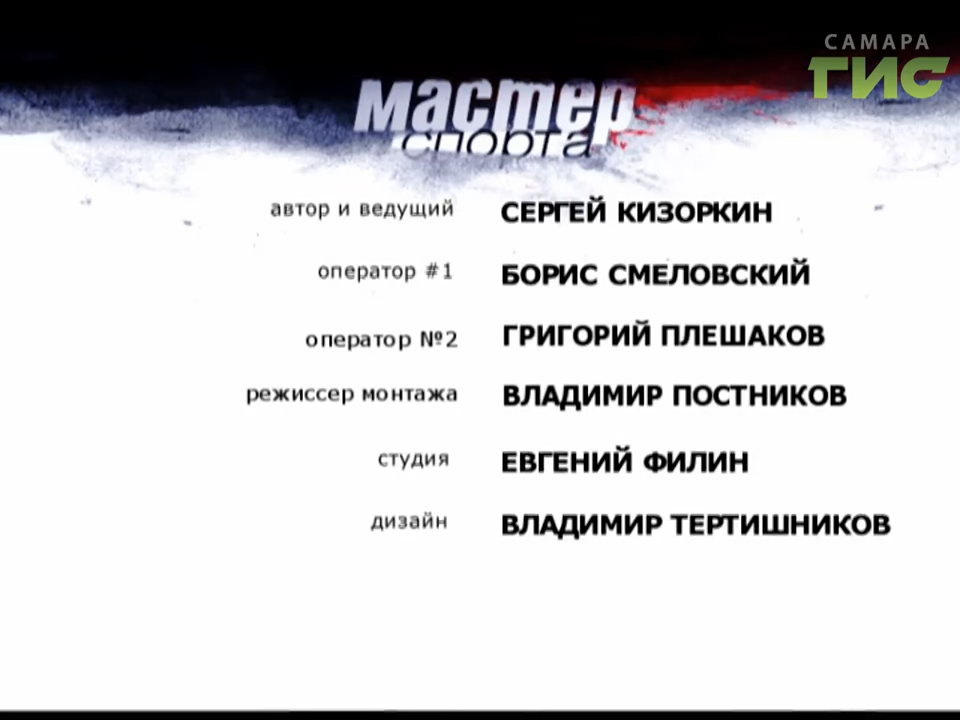 САМАРА
ГИС
мастер
спорта
автор и ведущий СЕРГЕЙ КИЗОРКИН
оператор #1 БОРИС СМЕЛОВСКИЙ
оператор №2 ГРИГОРИЙ ПЛЕШАКОВ
режиссер монтажа ВЛАДИМИР ПОСТНИКОВ
студия ЕВГЕНИЙ ФИЛИН
дизайн ВЛАДИМИР ТЕРТИШНИКОВ